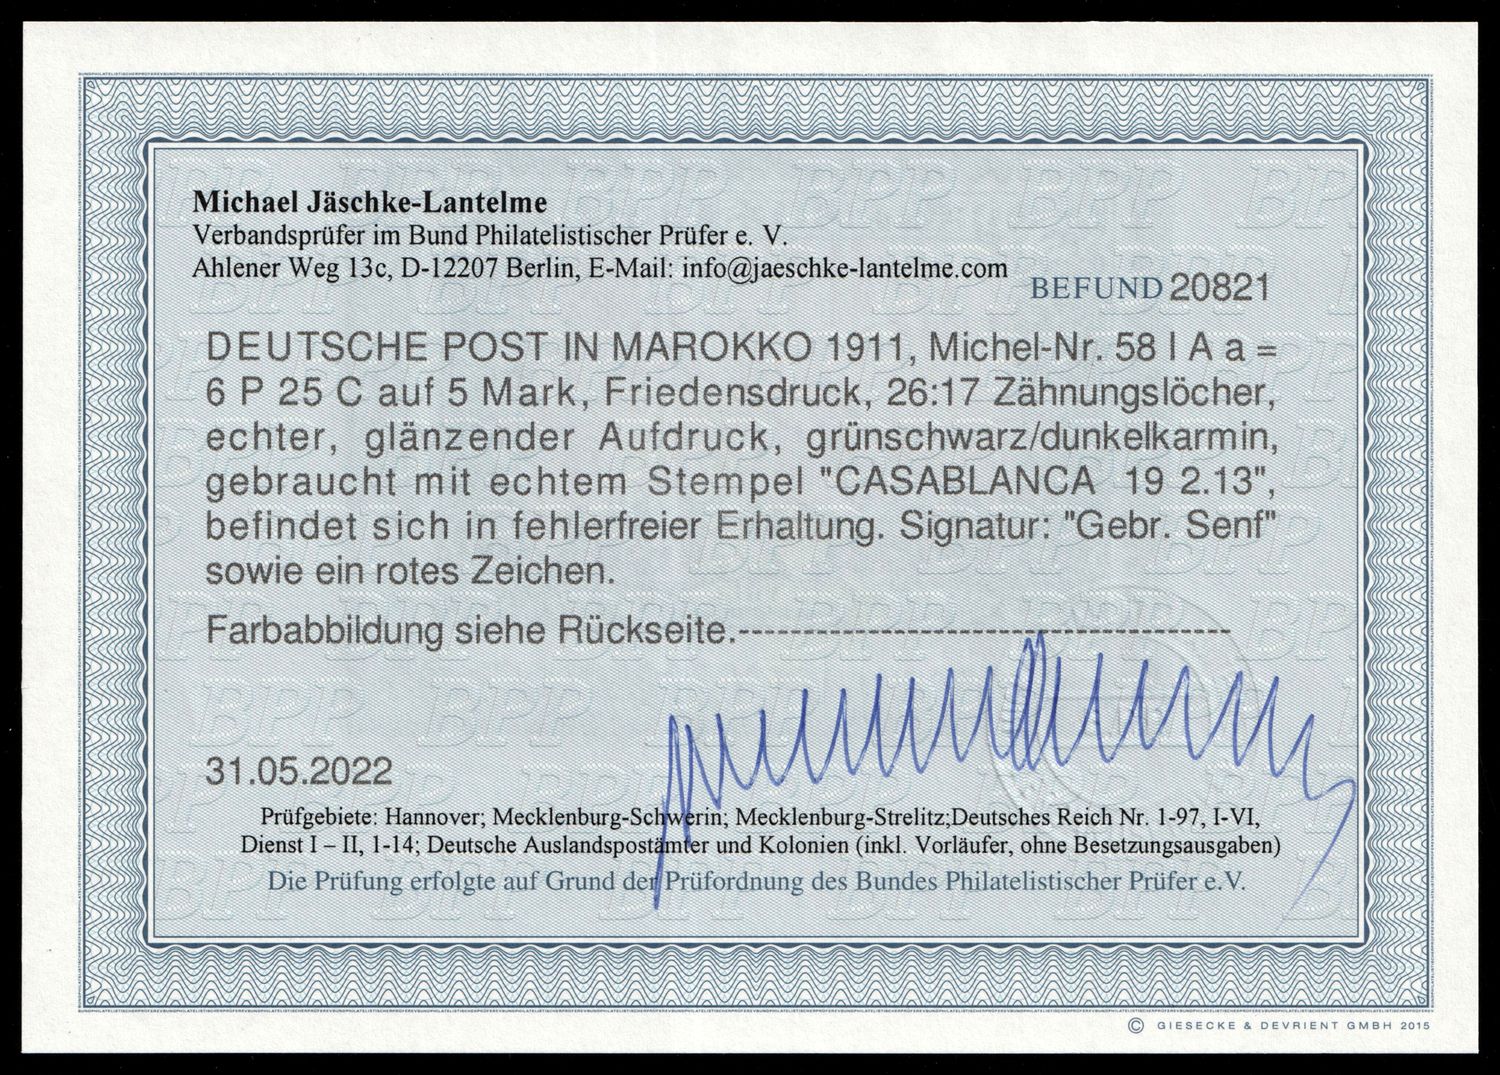 Michael Jäschke-Lantelme
Verbandsprüfer im Bund Philatelistischer Prüfer e. V.
Ahlener Weg 13c, D-12207 Berlin, E-Mail: info@jaeschke-lantelme.com
BEFUND 20821
DEUTSCHE POST IN MAROKKO 1911, Michel-Nr. 58 I A a =
6 P 25 C auf 5 Mark, Friedensdruck, 26:17 Zähnungslöcher,
echter, glänzender Aufdruck, grünschwarz/dunkelkarmin,
gebraucht mit echtem Stempel "CASABLANCA 19 2.13",
befindet sich in fehlerfreier Erhaltung. Signatur: "Gebr. Senf"
sowie ein rotes Zeichen.
Farbabbildung siehe Rückseite.------------------------------------------
31.05.2022
Prüfgebiete: Hannover; Mecklenburg-Schwerin; Mecklenburg-Strelitz;Deutsches Reich Nr. 1-97, I-VI,
Dienst I – II, 1-14; Deutsche Auslandspostämter und Kolonien (inkl. Vorläufer, ohne Besetzungsausgaben)
Die Prüfung erfolgte auf Grund der Prüfordnung des Bundes Philatelistischer Prüfer e.V.
© GIESECKE & DEVRIENT GMBH 2015